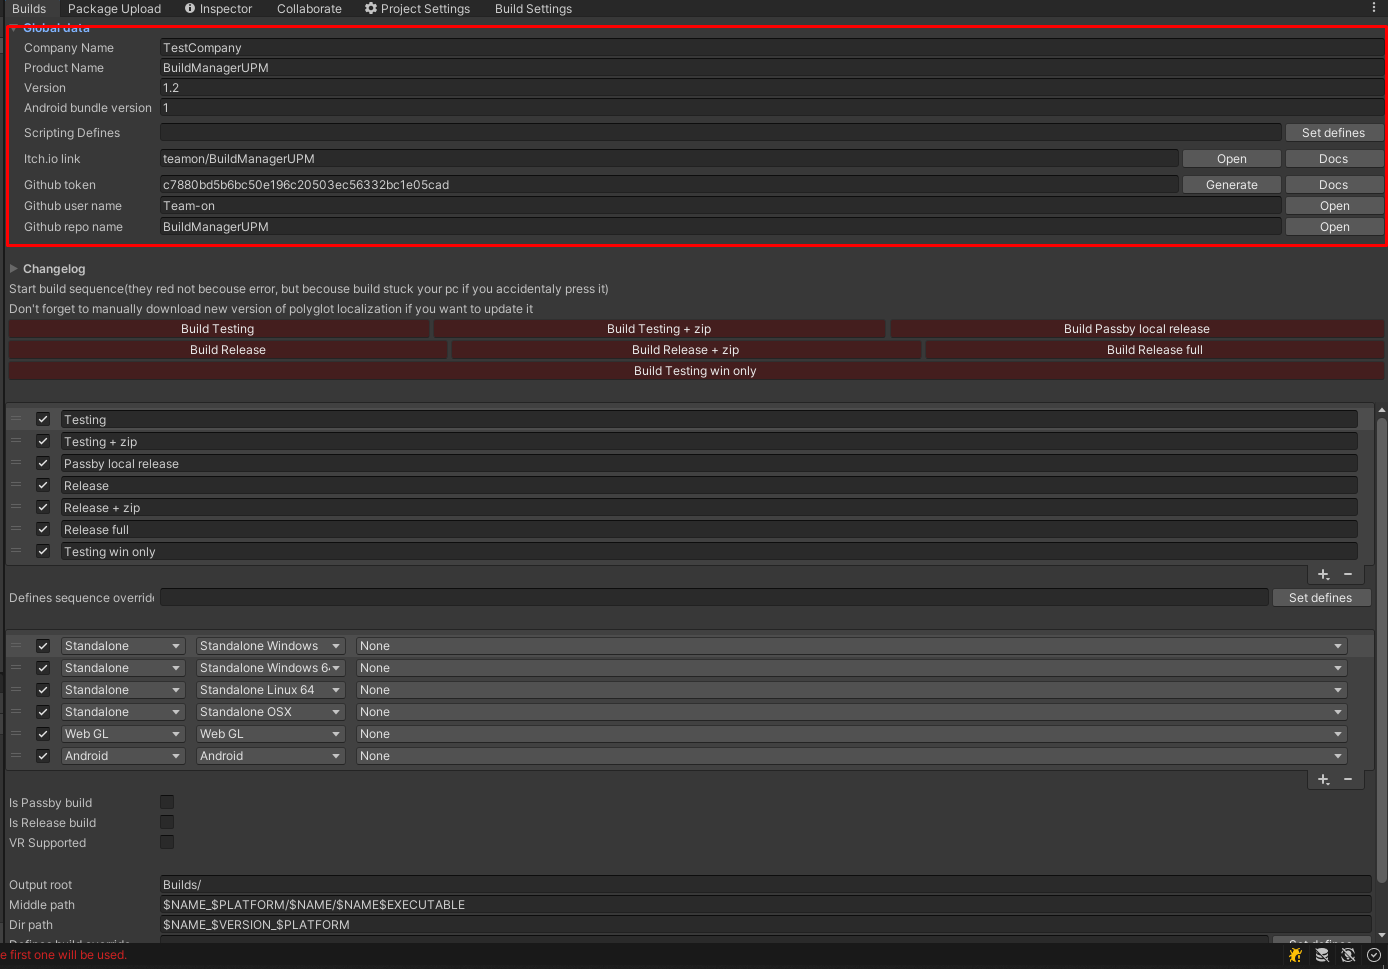 Builds Package Upload Inspector Collaborate Project Settings Build Settings
Global data
Company Name TestCompany
Product Name BuildManagerUPM
Version 1.2
Android bundle version 1
Scripting Defines Set defines
Itch.io link teamon/BuildManagerUPM Open Docs
Github token c7880bd5b6bc50e196c20503ec56332bc1e05cad Generate Docs
Github user name Team-on Open
Github repo name BuildManagerUPM Open
Changelog
Start build sequence(they red not becouse error, but becouse build stuck your pc if you accidentaly press it)
Don't forget to manually download new version of polyglot localization if you want to update it
Build Testing Build Testing + zip Build Passby local release
Build Release Build Release + zip Build Release full
Build Testing win only
Testing
Testing + zip
Passby local release
Release
Release + zip
Release full
Testing win only
Defines sequence override Set defines
Standalone Standalone Windows None
Standalone Standalone Windows 64 None
Standalone Standalone Linux 64 None
Standalone Standalone OSX None
Web GL Web GL None
Android Android None
Is Passby build
Is Release build
VR Supported
Output root Builds/
Middle path $NAME_$PLATFORM/$NAME/$NAME$EXECUTABLE
Dir path $NAME_$VERSION_$PLATFORM
Defines build override Set defines
e first one will be used.